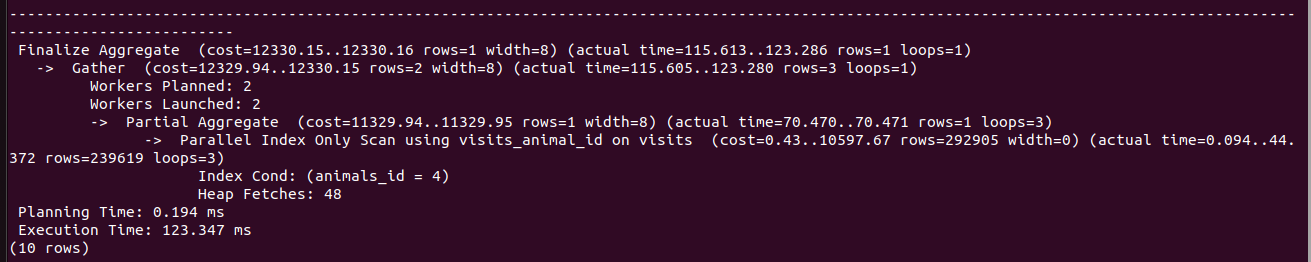 -------------------------------------------------------------------------------------------------------------------------------------------------
-------------------------
Finalize Aggregate  (cost=12330.15..12330.16 rows=1 width=8) (actual time=115.613..123.286 rows=1 loops=1)
  ->  Gather  (cost=12329.94..12330.15 rows=2 width=8) (actual time=115.605..123.280 rows=3 loops=1)
        Workers Planned: 2
        Workers Launched: 2
        ->  Partial Aggregate  (cost=11329.94..11329.95 rows=1 width=8) (actual time=70.470..70.471 rows=1 loops=3)
              ->  Parallel Index Only Scan using visits_animal_id on visits  (cost=0.43..10597.67 rows=292905 width=0) (actual time=0.094..44.
372 rows=239619 loops=3)
                    Index Cond: (animals_id = 4)
                    Heap Fetches: 48
Planning Time: 0.194 ms
Execution Time: 123.347 ms
(10 rows)